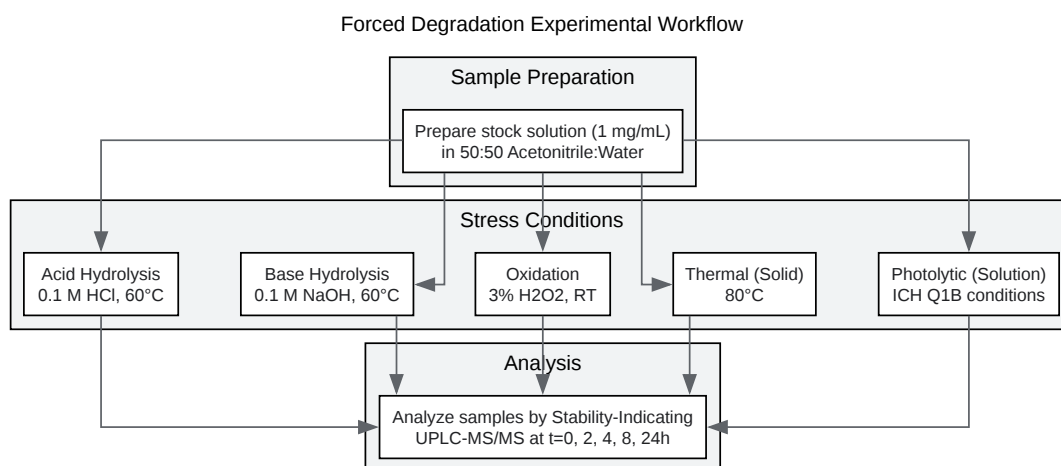 Forced Degradation Experimental Workflow
Sample Preparation
Prepare stock solution (1 mg/mL)
in 50:50 Acetonitrile:Water
Stress Conditions
Acid Hydrolysis
0.1 M HCl, 60°C
Base Hydrolysis
0.1 M NaOH, 60°C
Oxidation
3% H2O2, RT
Thermal (Solid)
80°C
Photolytic (Solution)
ICH Q1B conditions
Analysis
Analyze samples by Stability-Indicating
UPLC-MS/MS at t=0, 2, 4, 8, 24h